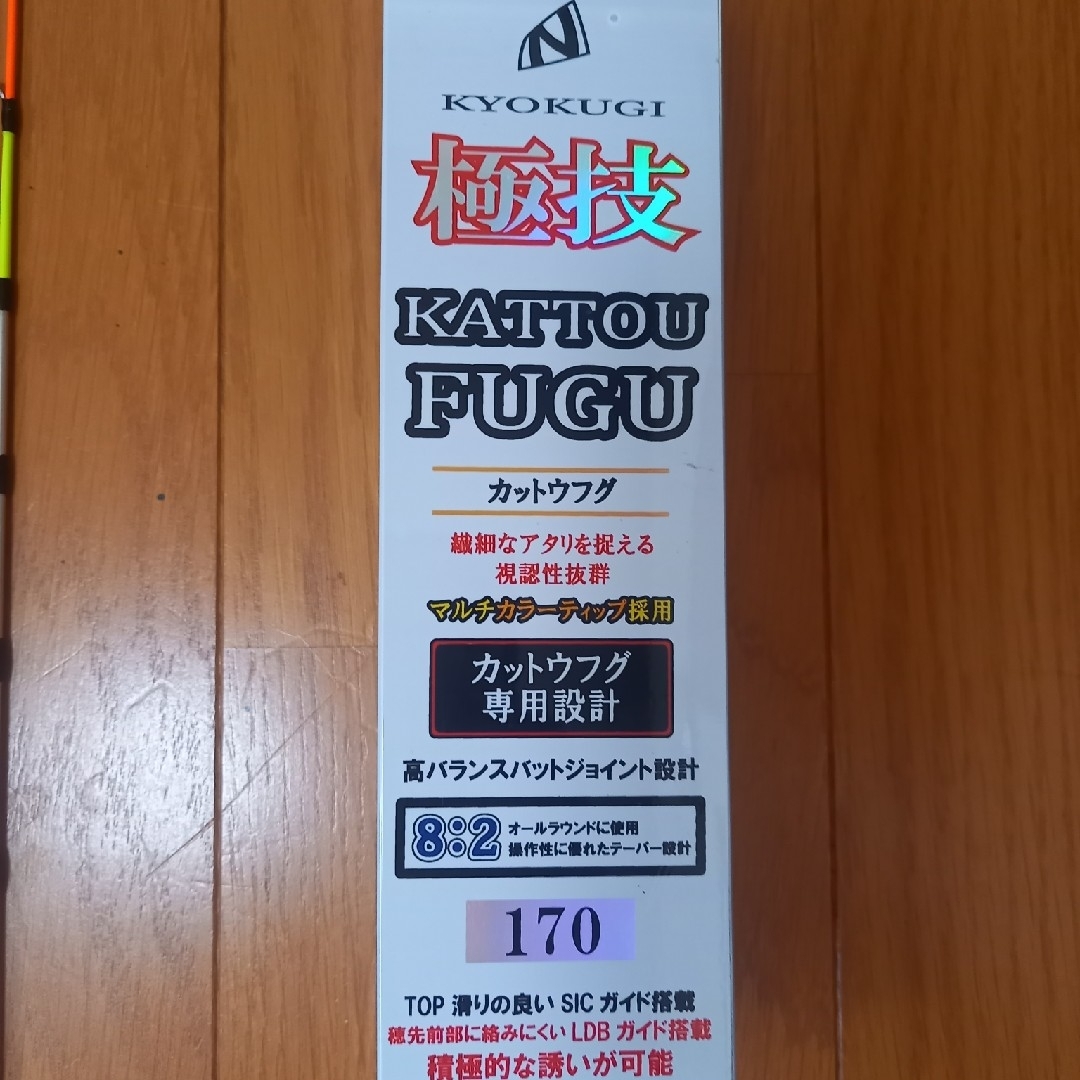 N
KYOKUGI
極技
KATTOU
FUGU
カットウフグ
繊細なアタリを捉える
視認性抜群
マルチカラーティップ採用
カットウフグ
専用設計
高バランスバットジョイント設計
8:2 オールラウンドに使用
操作性に優れたテーパー設計
170
TOP 滑りの良い SIC ガイド搭載
穂先前部に絡みにくい LDB ガイド搭載
積極的な誘いが可能